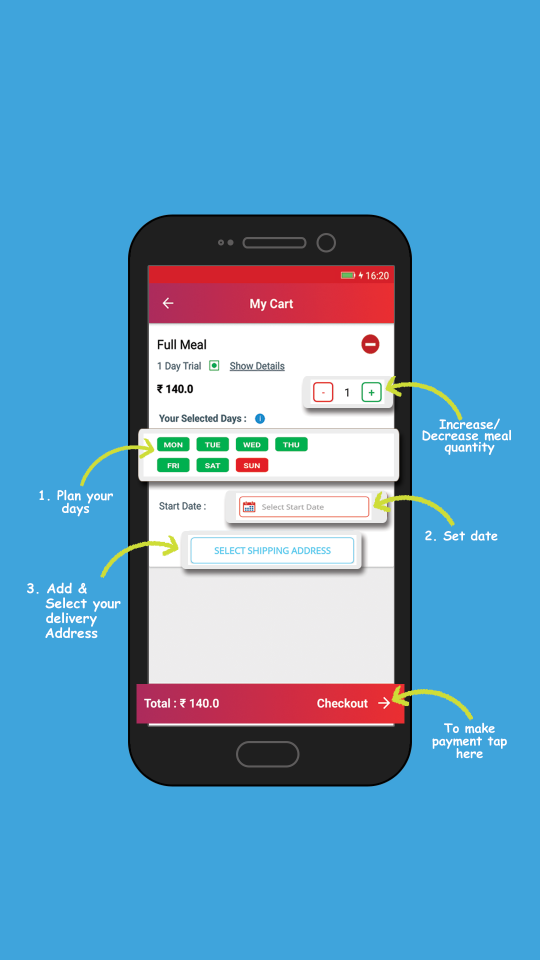 16:20
My Cart
Full Meal
1 Day Trial Show Details
₹ 140.0
- 1 +
Your Selected Days : i
Increase/
Decrease meal
quantity
MON TUE WED THU
FRI SAT SUN
1. Plan your
days
Start Date : Select Start Date
2. Set date
SELECT SHIPPING ADDRESS
3. Add &
Select your
delivery
Address
Total : ₹ 140.0 Checkout
To make
payment tap
here